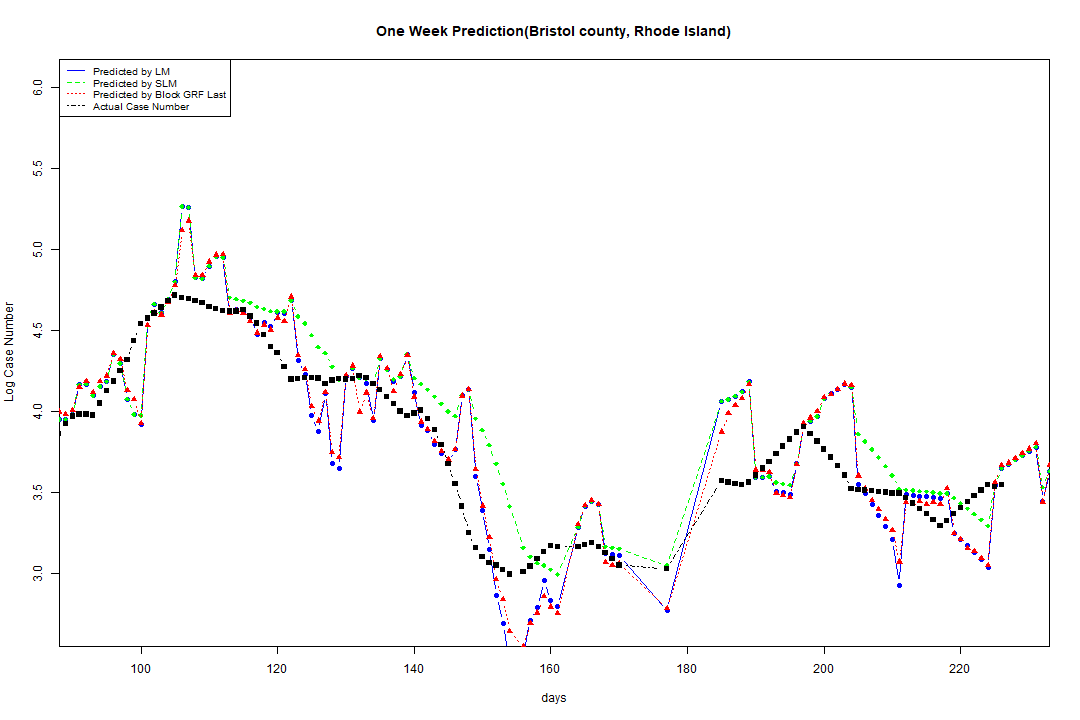 One Week Prediction(Bristol county, Rhode Island)
Predicted by LM
Predicted by SLM
Predicted by Block GRF Last
Actual Case Number
6.0
5.5
5.0
4.5
4.0
3.5
3.0
Log Case Number
100 120 140 160 180 200 220
days